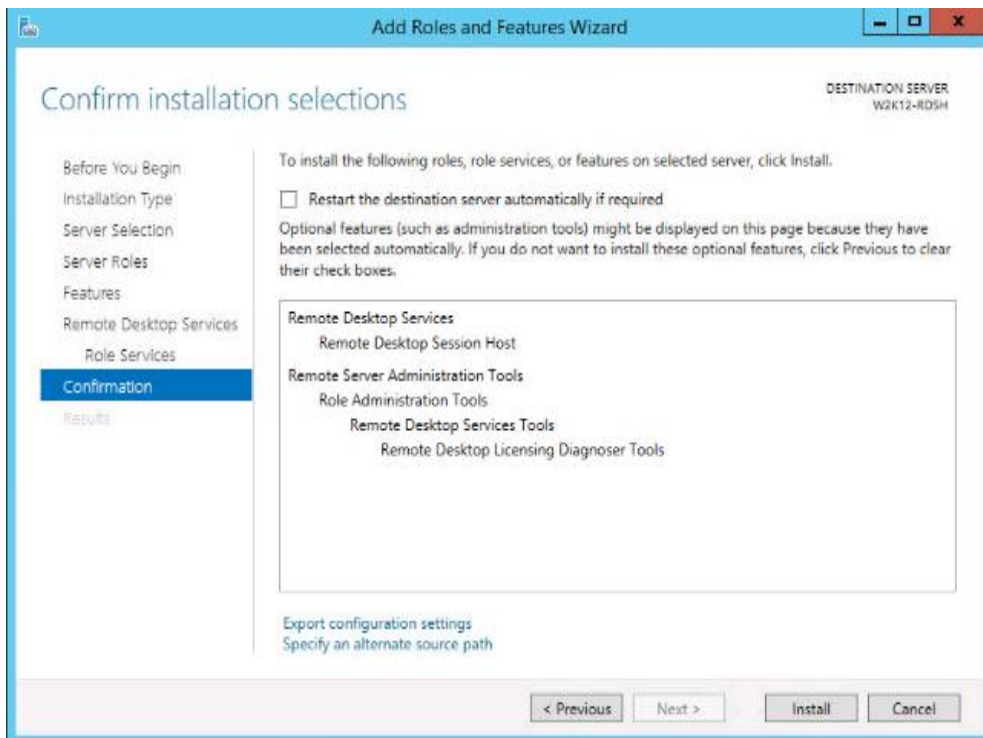 Add Roles and Features Wizard
Confirm installation selections
DESTINATION SERVER
W2K12-RDSH
Before You Begin
Installation Type
Server Selection
Server Roles
Features
Remote Desktop Services
Role Services
Confirmation
Results
To install the following roles, role services, or features on selected server, click Install.
Restart the destination server automatically if required
Optional features (such as administration tools) might be displayed on this page because they have
been selected automatically. If you do not want to install these optional features, click Previous to clear
their check boxes.
Remote Desktop Services
Remote Desktop Session Host
Remote Server Administration Tools
Role Administration Tools
Remote Desktop Services Tools
Remote Desktop Licensing Diagnoser Tools
Export configuration settings
Specify an alternate source path
< Previous
Next >
Install
Cancel